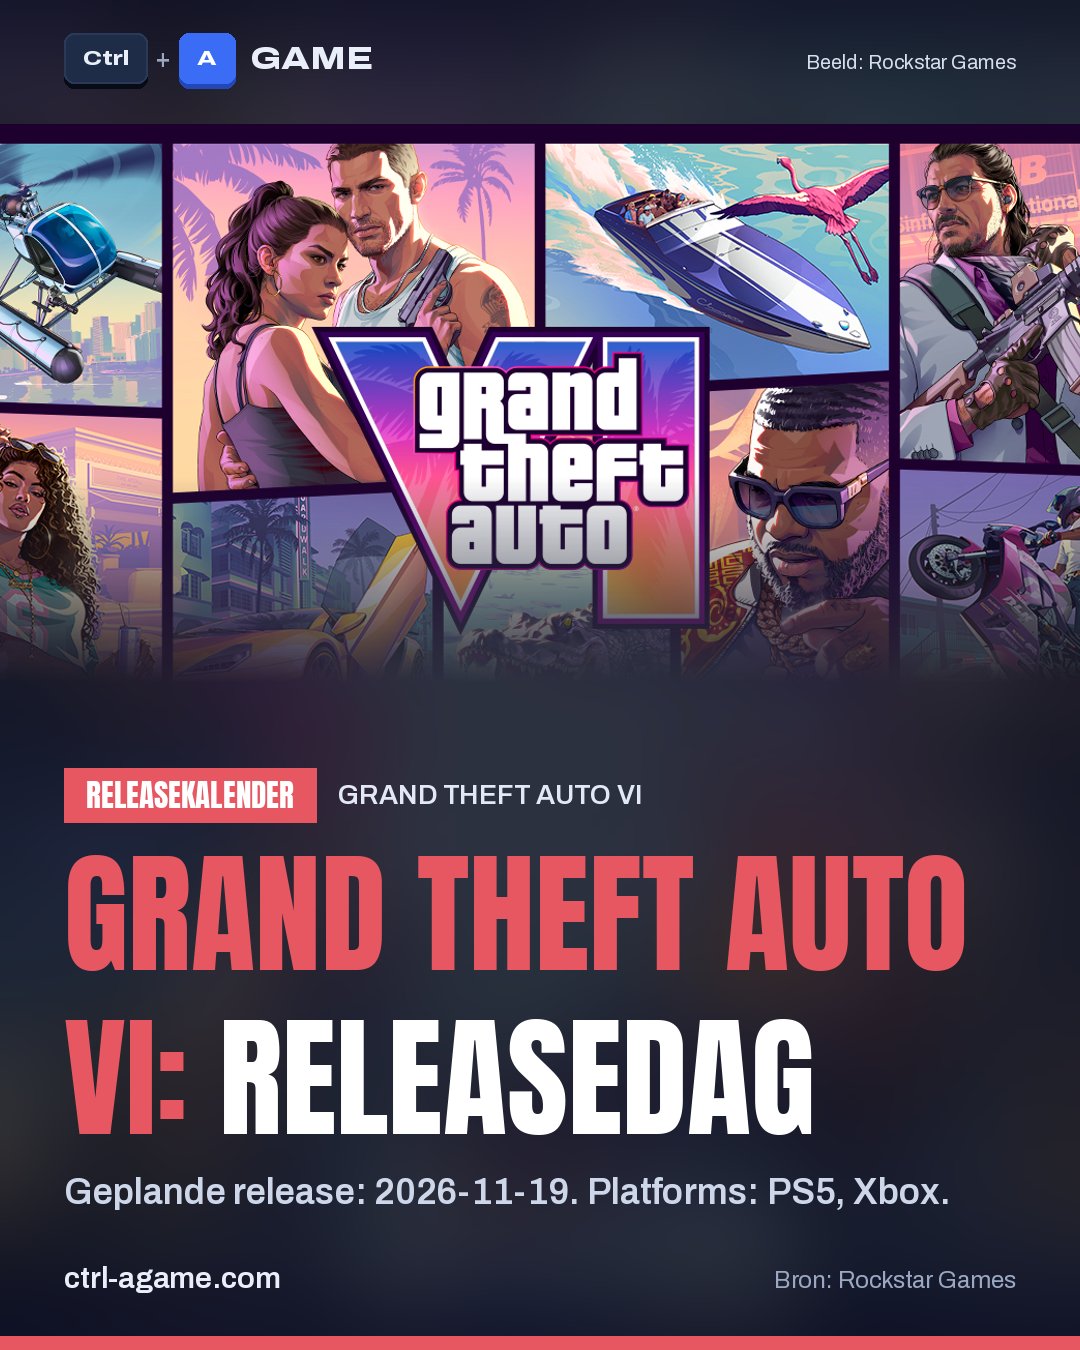 Ctrl + A GAME
Beeld: Rockstar Games
grand
theft
auto
VI
RELEASEKALENDER GRAND THEFT AUTO VI
GRAND THEFT AUTO
VI: RELEASEDAG
Geplande release: 2026-11-19. Platforms: PS5, Xbox.
ctrl-agame.com
Bron: Rockstar Games